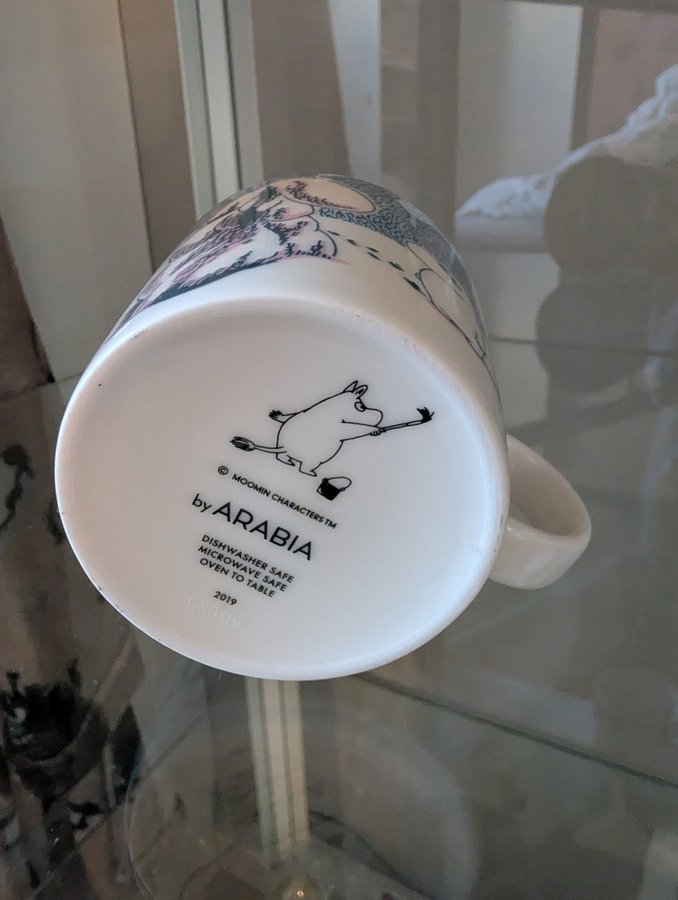 © MOOMIN CHARACTERS™
by ARABIA
DISHWASHER SAFE
MICROWAVE SAFE
OVEN TO TABLE
2019